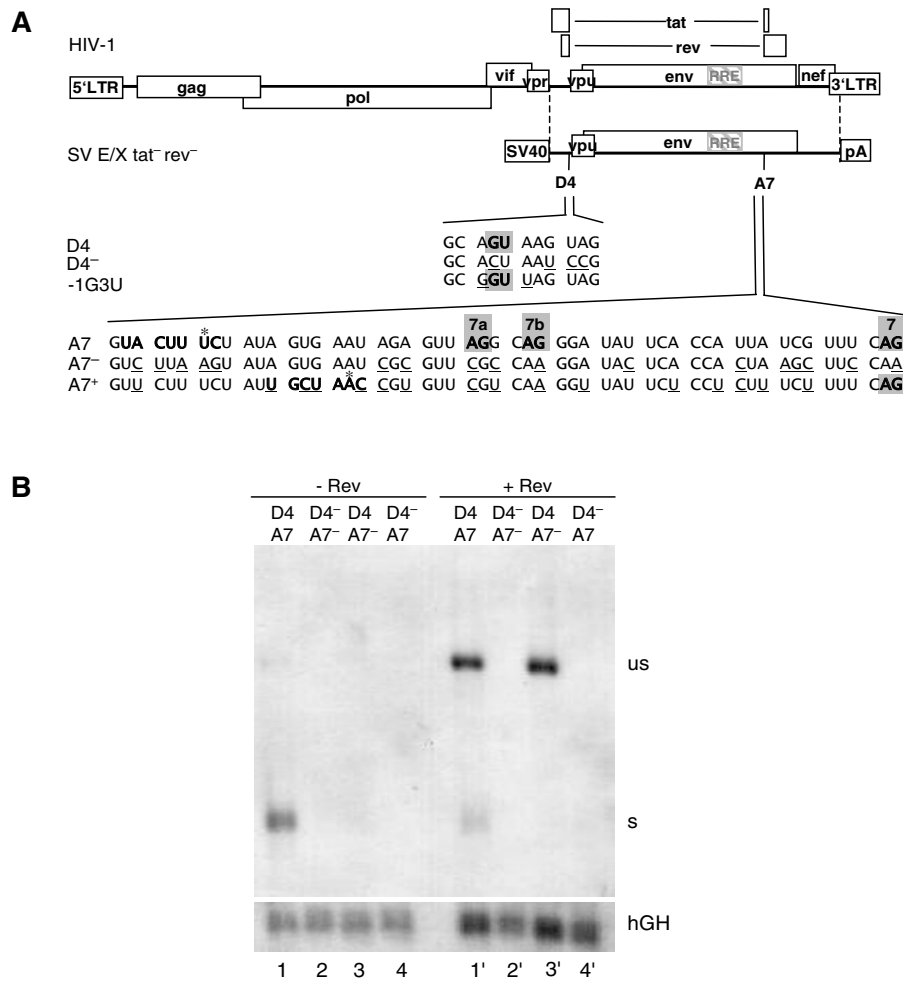 A
tat
HIV-1
rev
5'LTR gag pol vif vpr vpu env RRE nef 3'LTR
SV E/X tat– rev–
SV40 vpu env RRE pA
D4 A7
D4 GC AGU AAG UAG
D4– GC ACU AAU CCG
-1G3U GC GGU UAG UAG
7a 7b 7
*
A7 GUA CUU UCU AUA GUG AAU AGA GUU AGG CAG GGA UAU UCA CCA UUA UCG UUU CAG
A7– GUC UUA AGU AUA GUG AAU CGC GUU CGC CAA GGA UAC UCA CCU CUA AGC UUC CAA
*
A7+ GUU CUU UCU AUU GCU AAC CGU GUU CGU CAA GGU UAU UCU CCU CUU UCU UUU CAG
B
- Rev + Rev
D4 D4– D4 D4– D4 D4– D4 D4–
A7 A7– A7– A7 A7 A7– A7– A7
us
s
hGH
1 2 3 4 1' 2' 3' 4'